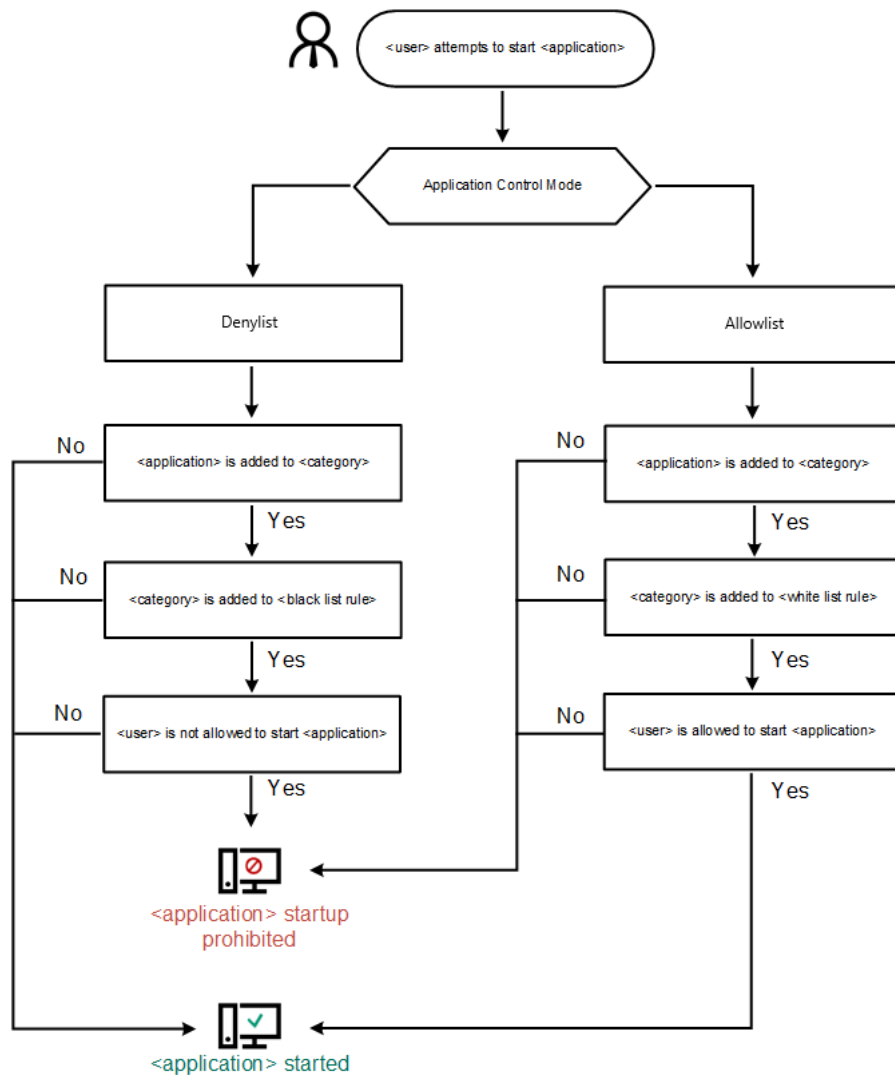 <user> attempts to start <application>
Application Control Mode
Denylist
Allowlist
No
<application> is added to <category>
No
<application> is added to <category>
Yes
Yes
No
<category> is added to <black list rule>
No
<category> is added to <white list rule>
Yes
Yes
No
<user> is not allowed to start <application>
No
<user> is allowed to start <application>
Yes
Yes
<application> startup
prohibited
<application> started